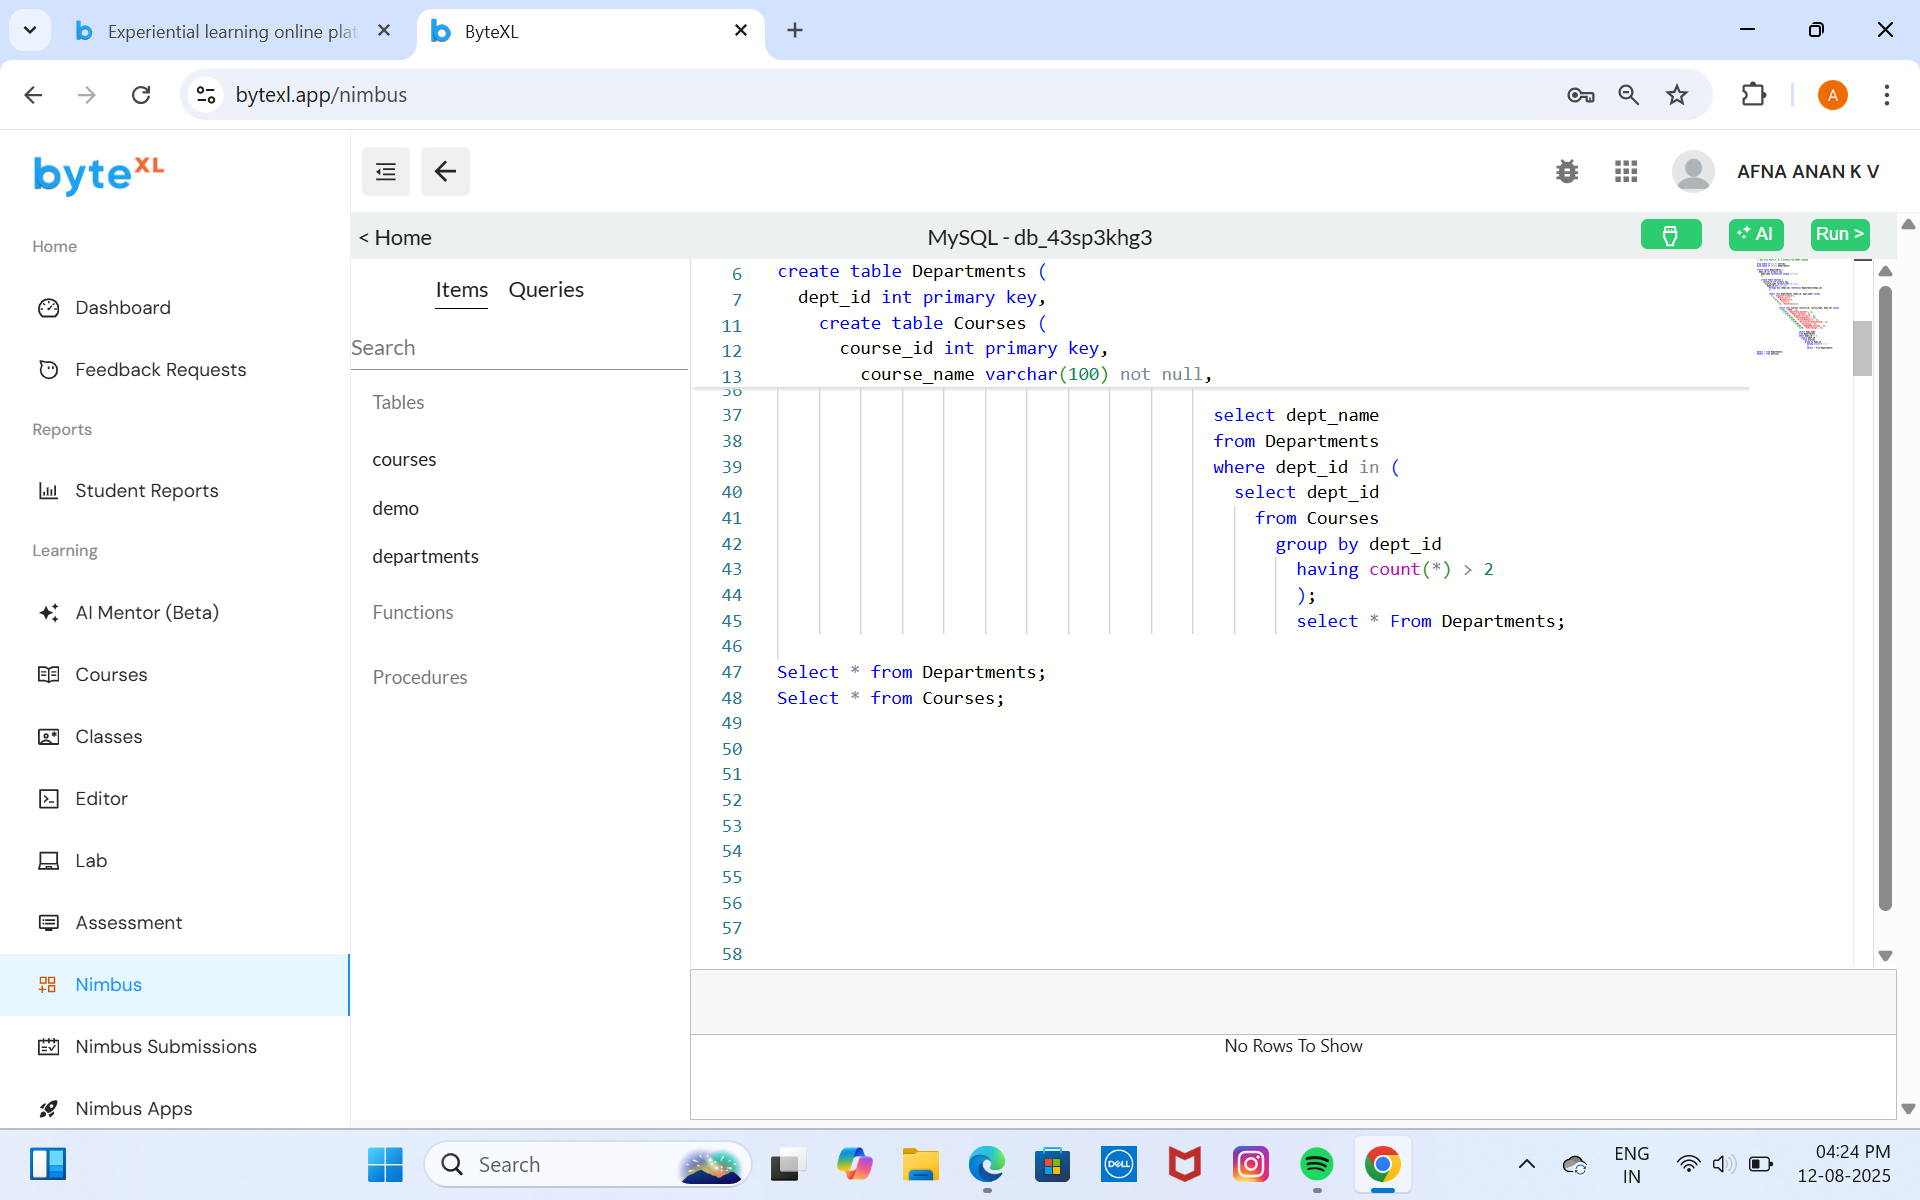 Experiential learning online plat
ByteXL
bytexl.app/nimbus
A
byteXL
AFNA ANAN K V
Home
Dashboard
Feedback Requests
Reports
Student Reports
Learning
AI Mentor (Beta)
Courses
Classes
Editor
Lab
Assessment
Nimbus
Nimbus Submissions
Nimbus Apps
< Home
MySQL - db_43sp3khg3
AI
Run >
Items Queries
Search
Tables
courses
demo
departments
Functions
Procedures
6 create table Departments (
7 dept_id int primary key,
11 create table Courses (
12 course_id int primary key,
13 course_name varchar(100) not null,
36
37 select dept_name
38 from Departments
39 where dept_id in (
40 select dept_id
41 from Courses
42 group by dept_id
43 having count(*) > 2
44 );
45 select * From Departments;
46
47 Select * from Departments;
48 Select * from Courses;
49
50
51
52
53
54
55
56
57
58
No Rows To Show
Search
DELL
ENG
IN
04:24 PM
12-08-2025